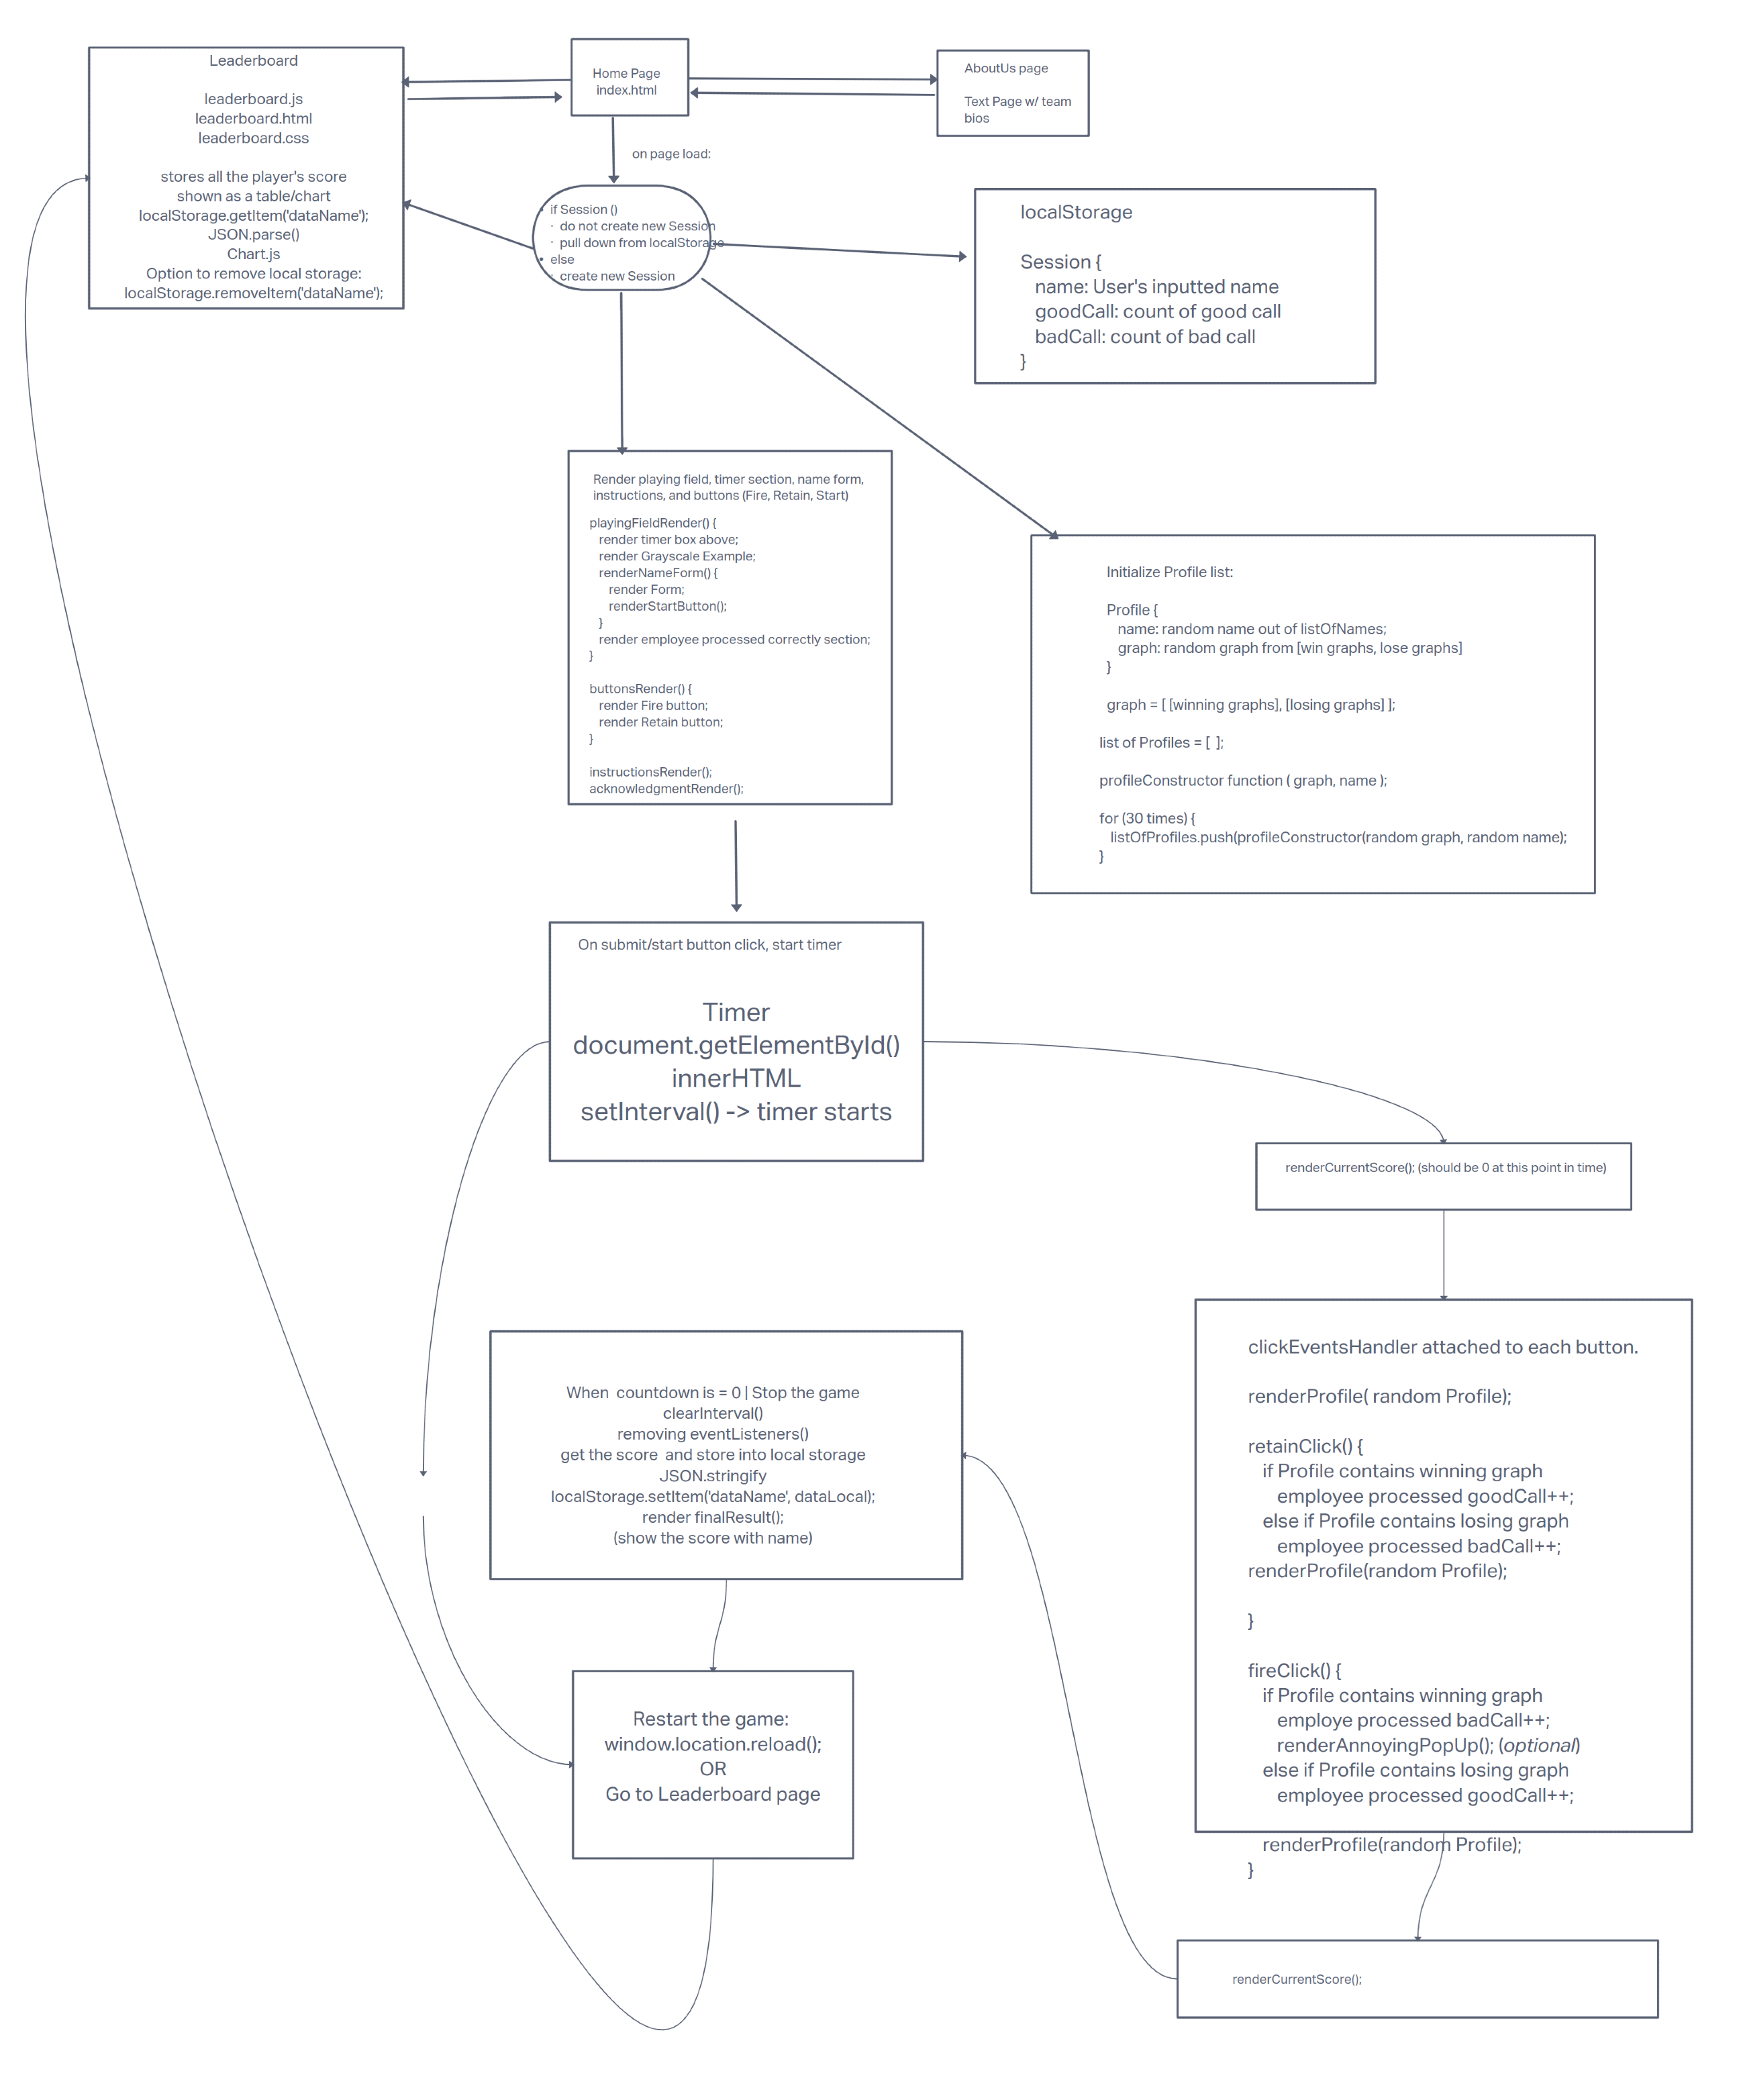 Leaderboard
leaderboard.js
leaderboard.html
leaderboard.css
stores all the player's score
shown as a table/chart
localStorage.getItem('dataName');
JSON.parse()
Chart.js
Option to remove local storage:
localStorage.removeItem('dataName');
Home Page
index.html
AboutUs page
Text Page w/ team
bios
on page load:
• if Session ()
- do not create new Session
- pull down from localStorage
• else
- create new Session
localStorage
Session {
name: User's inputted name
goodCall: count of good call
badCall: count of bad call
}
Render playing field, timer section, name form,
instructions, and buttons (Fire, Retain, Start)
playingFieldRender() {
render timer box above;
render Grayscale Example;
renderNameForm() {
render Form;
renderStartButton();
}
render employee processed correctly section;
}
buttonsRender() {
render Fire button;
render Retain button;
}
instructionsRender();
acknowledgmentRender();
Initialize Profile list:
Profile {
name: random name out of listOfNames;
graph: random graph from [win graphs, lose graphs]
}
graph = [ [winning graphs], [losing graphs] ];
list of Profiles = [ ];
profileConstructor function ( graph, name );
for (30 times) {
listOfProfiles.push(profileConstructor(random graph, random name);
}
On submit/start button click, start timer
Timer
document.getElementById()
innerHTML
setInterval() -> timer starts
renderCurrentScore(); (should be 0 at this point in time)
When countdown is = 0 | Stop the game
clearInterval()
removing eventListeners()
get the score and store into local storage
JSON.stringify
localStorage.setItem('dataName', dataLocal);
render finalResult();
(show the score with name)
clickEventsHandler attached to each button.
renderProfile( random Profile);
retainClick() {
if Profile contains winning graph
employee processed goodCall++;
else if Profile contains losing graph
employee processed badCall++;
renderProfile(random Profile);
}
fireClick() {
if Profile contains winning graph
employe processed badCall++;
renderAnnoyingPopUp(); (optional)
else if Profile contains losing graph
employee processed goodCall++;
renderProfile(random Profile);
}
Restart the game:
window.location.reload();
OR
Go to Leaderboard page
renderCurrentScore();